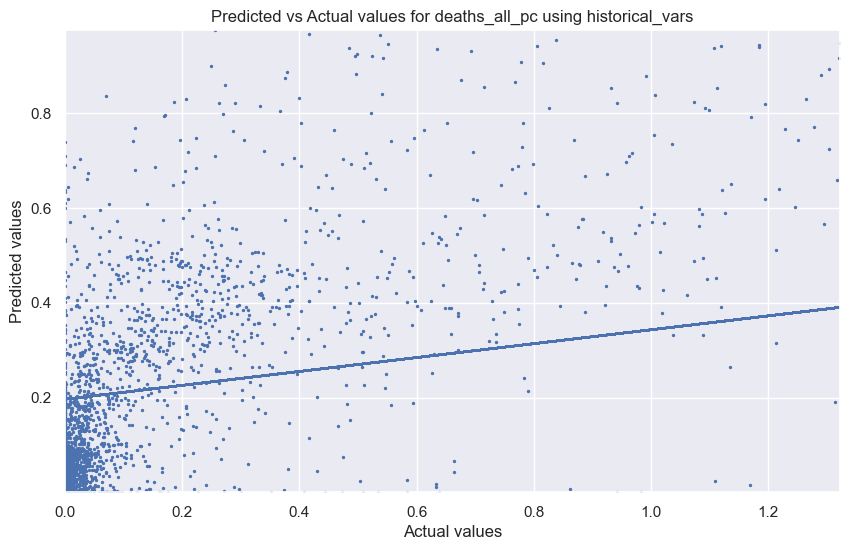 Predicted vs Actual values for deaths_all_pc using historical_vars
Predicted values
0.8
0.6
0.4
0.2
0.0 0.2 0.4 0.6 0.8 1.0 1.2
Actual values